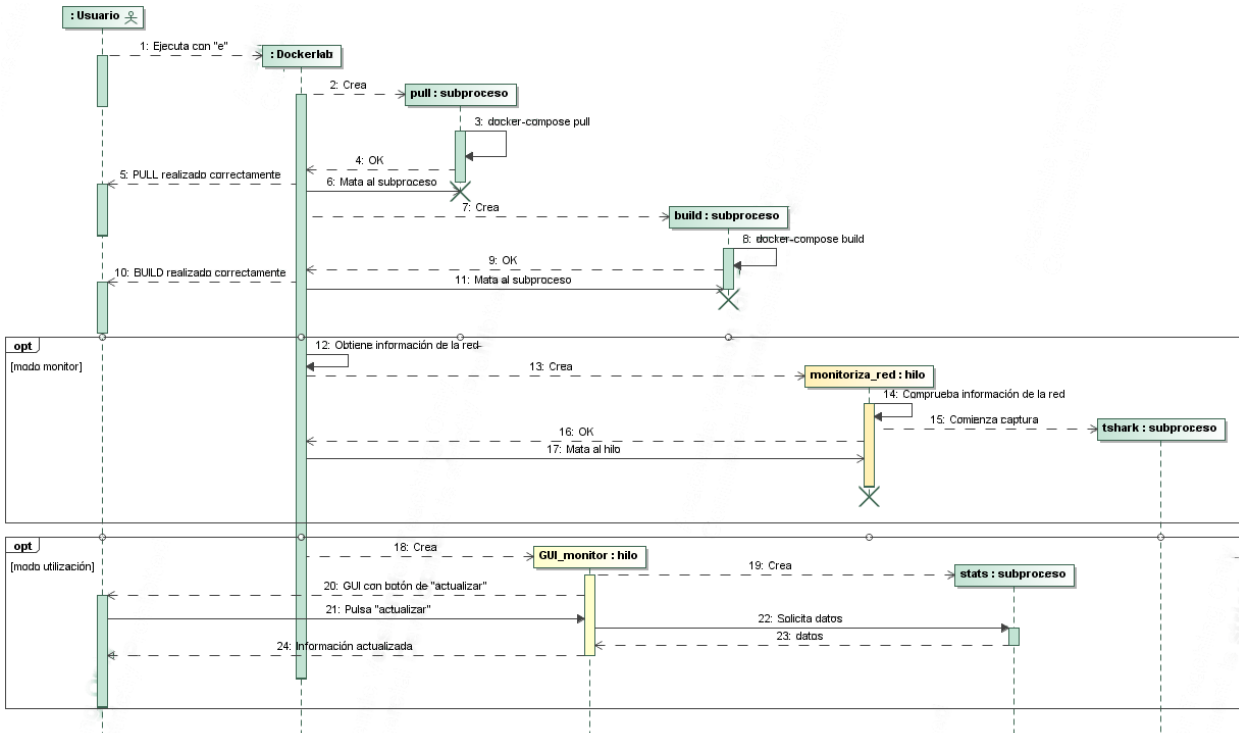 : Usuario
1: Ejecuta con "e"
: Dockerlab
2: Crea
pull : subproceso
3: docker-compose pull
4: OK
5: PULL realizado correctamente
6: Mata al subproceso
7: Crea
build : subproceso
8: docker-compose build
9: OK
10: BUILD realizado correctamente
11: Mata al subproceso
opt
[modo monitor]
12: Obtiene información de la red
13: Crea
monitoriza_red : hilo
14: Comprueba información de la red
15: Comienza captura
tshark : subproceso
16: OK
17: Mata al hilo
opt
[modo utilización]
18: Crea
GUI_monitor : hilo
19: Crea
stats : subproceso
20: GUI con botón de "actualizar"
21: Pulsa "actualizar"
22: Solicita datos
23: datos
24: Información actualizada